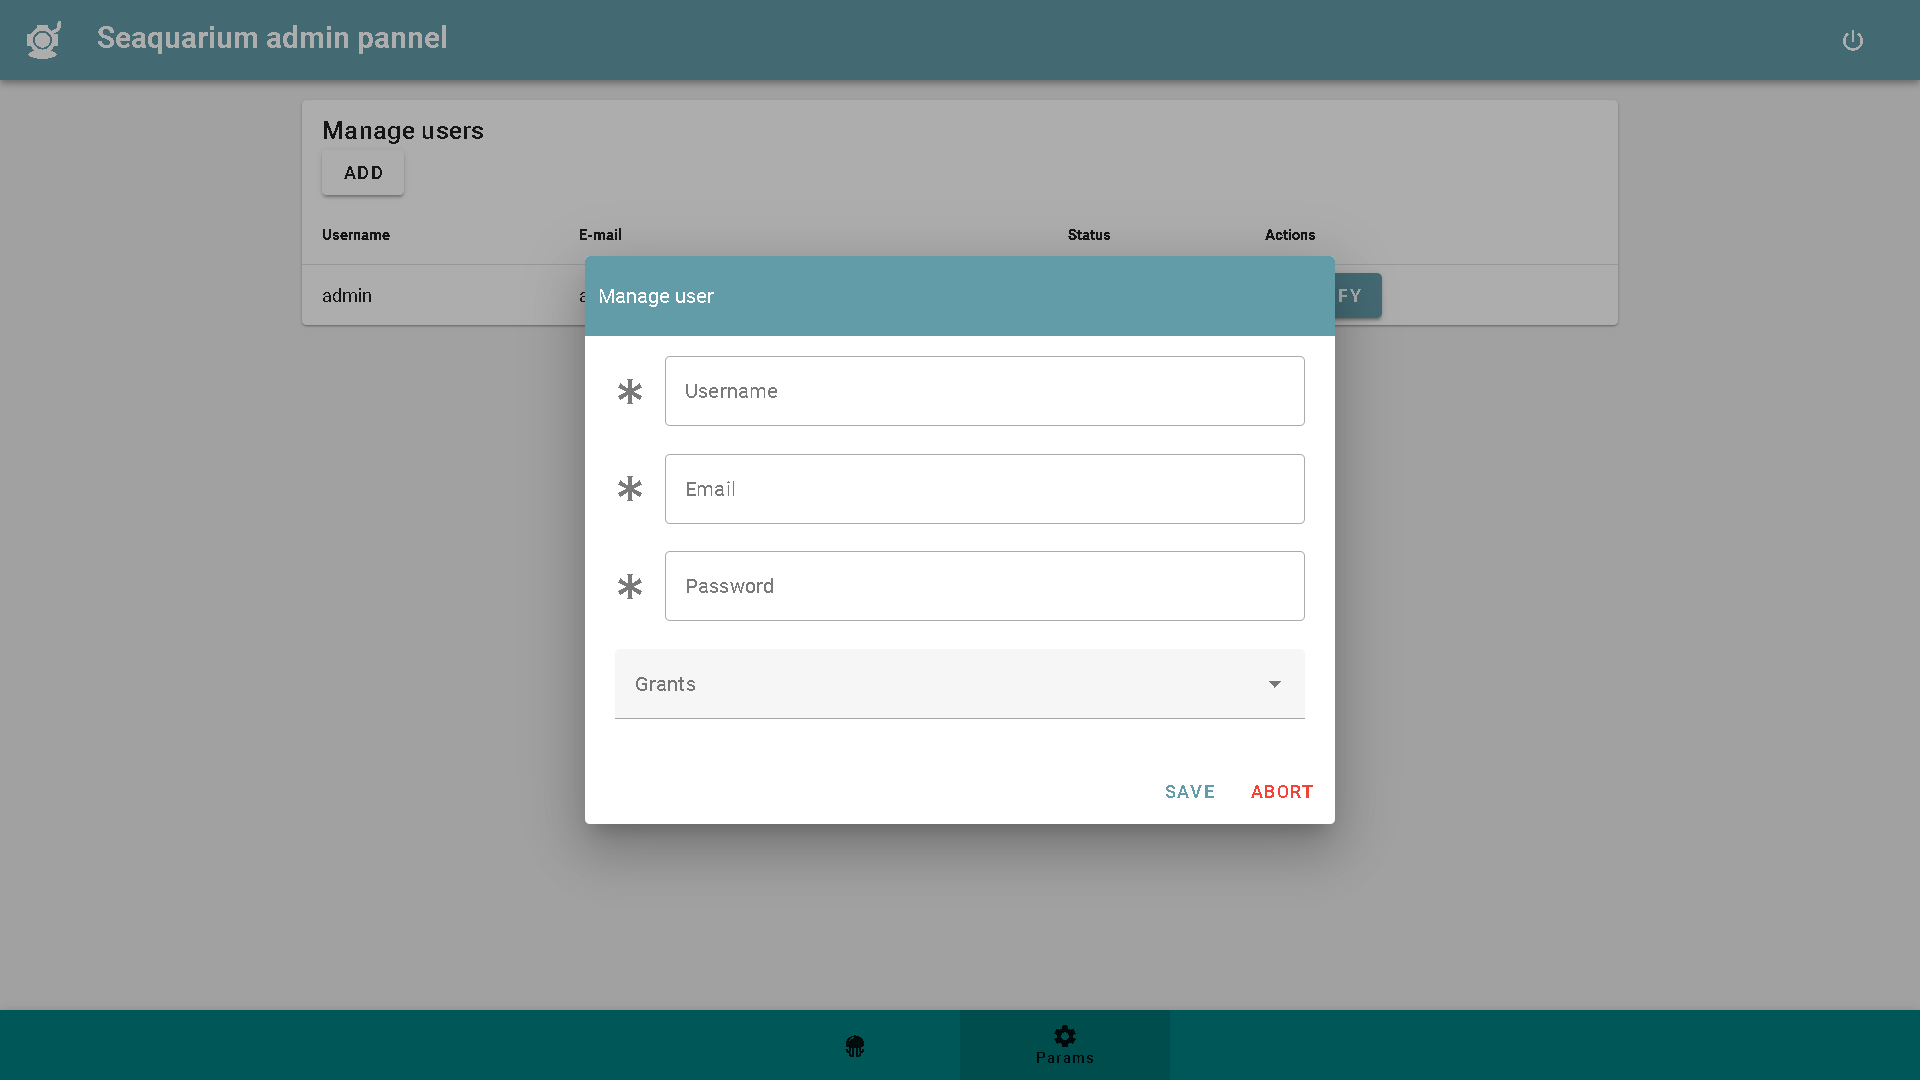 Seaquarium admin pannel
Manage users
ADD
Username E-mail Status Actions
admin
Manage user
Username
Email
Password
Grants
SAVE ABORT
Params